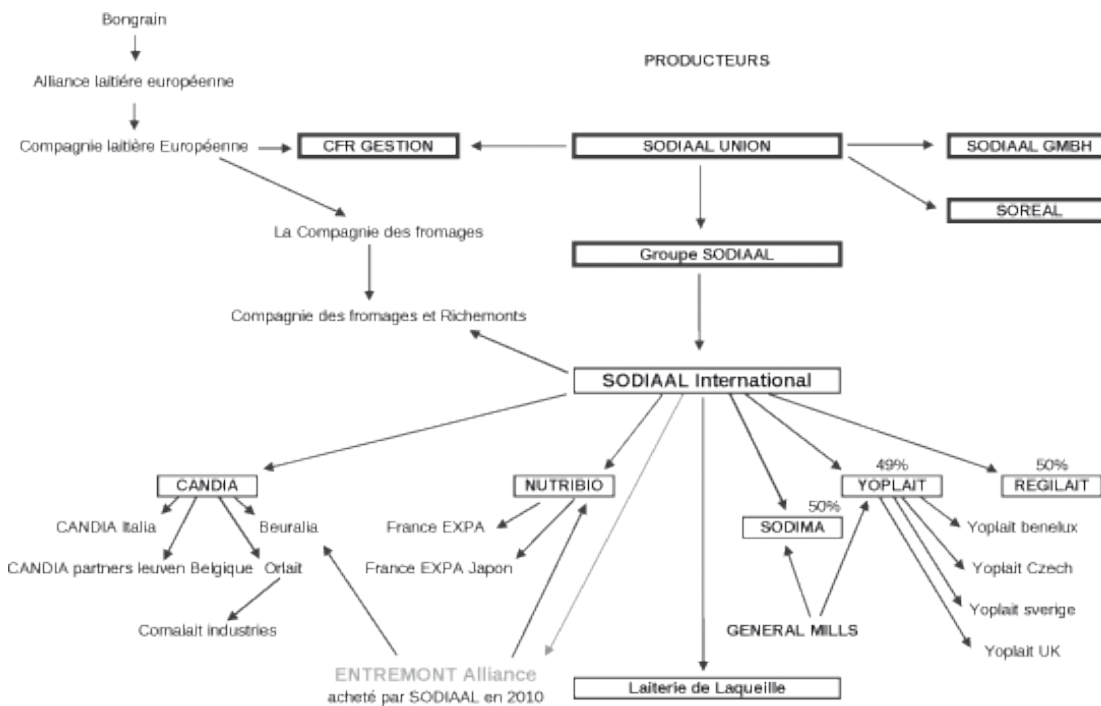 Bongrain
PRODUCTEURS
Alliance laitiére européenne
Compagnie laitière Européenne
CFR GESTION
SODIAAL UNION
SODIAAL GMBH
SOREAL
La Compagnie des fromages
Groupe SODIAAL
Compagnie des fromages et Richemonts
SODIAAL International
49%
50%
CANDIA
NUTRIBIO
YOPLAIT
REGILAIT
50%
SODIMA
CANDIA Italia
Beuralia
France EXPA
Yoplait benelux
CANDIA partners leuven Belgique
Orlait
France EXPA Japon
Yoplait Czech
Yoplait sverige
Comalait industries
GENERAL MILLS
Yoplait UK
ENTREMONT Alliance
acheté par SODIAAL en 2010
Laiterie de Laqueille